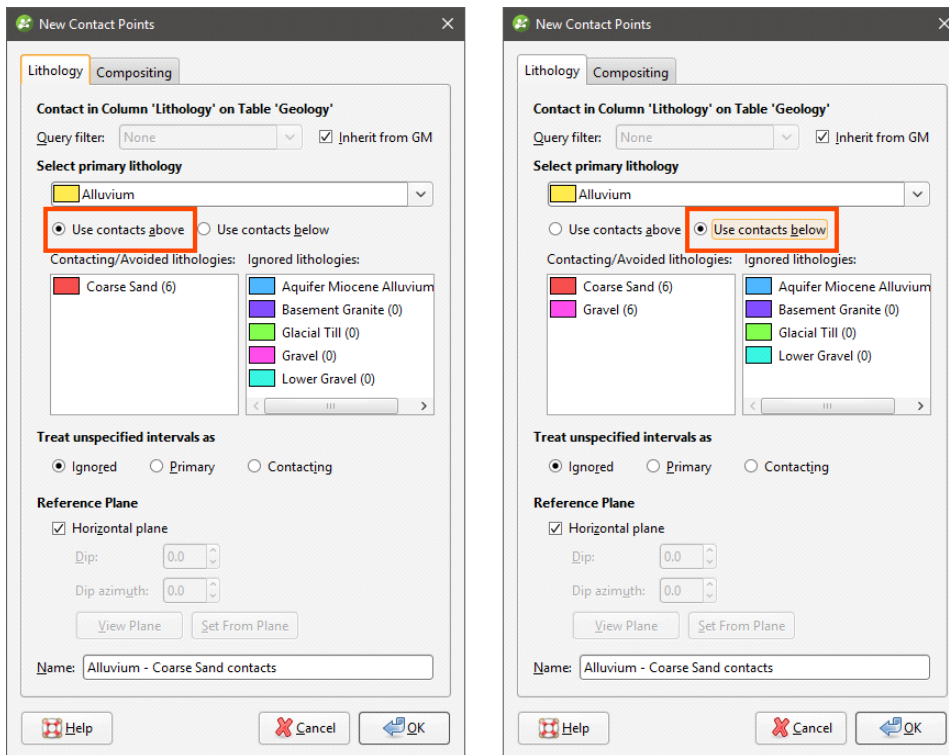 New Contact Points
Lithology Compositing
Contact in Column 'Lithology' on Table 'Geology'
Query filter: None Inherit from GM
Select primary lithology
Alluvium
Use contacts above Use contacts below
Contacting/Avoided lithologies: Ignored lithologies:
Coarse Sand (6) Aquifer Miocene Alluvium
Basement Granite (0)
Glacial Till (0)
Gravel (0)
Lower Gravel (0)
Treat unspecified intervals as
Ignored Primary Contacting
Reference Plane
Horizontal plane
Dip: 0.0
Dip azimuth: 0.0
View Plane Set From Plane
Name: Alluvium - Coarse Sand contacts
Help Cancel OK
New Contact Points
Lithology Compositing
Contact in Column 'Lithology' on Table 'Geology'
Query filter: None Inherit from GM
Select primary lithology
Alluvium
Use contacts above Use contacts below
Contacting/Avoided lithologies: Ignored lithologies:
Coarse Sand (6) Aquifer Miocene Alluvium
Gravel (6) Basement Granite (0)
Glacial Till (0)
Lower Gravel (0)
Treat unspecified intervals as
Ignored Primary Contacting
Reference Plane
Horizontal plane
Dip: 0.0
Dip azimuth: 0.0
View Plane Set From Plane
Name: Alluvium - Coarse Sand contacts
Help Cancel OK